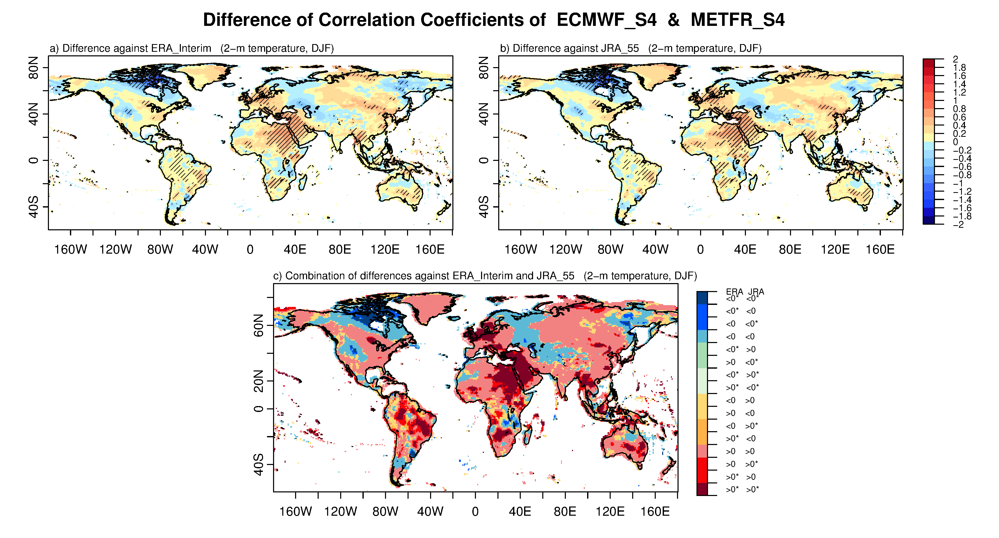 Difference of Correlation Coefficients of ECMWF_S4 & METFR_S4
a) Difference against ERA_Interim (2−m temperature, DJF)
80N
40N
0
40S
160W 120W 80W 40W 0 40E 80E 120E 160E
b) Difference against JRA_55 (2−m temperature, DJF)
80N
40N
0
40S
160W 120W 80W 40W 0 40E 80E 120E 160E
2
1.8
1.6
1.4
1.2
1
0.8
0.6
0.4
0.2
0
−0.2
−0.4
−0.6
−0.8
−1
−1.2
−1.4
−1.6
−1.8
−2
c) Combination of differences against ERA_Interim and JRA_55 (2−m temperature, DJF)
60N
20N
0
40S
160W 120W 80W 40W 0 40E 80E 120E 160E
ERA JRA
<0* <0*
<0* <0
<0 <0*
<0 <0
<0* >0
>0 <0*
<0* >0*
>0* <0*
<0 >0
>0 <0
<0 >0*
>0* <0
>0 >0
>0 >0*
>0* >0
>0* >0*